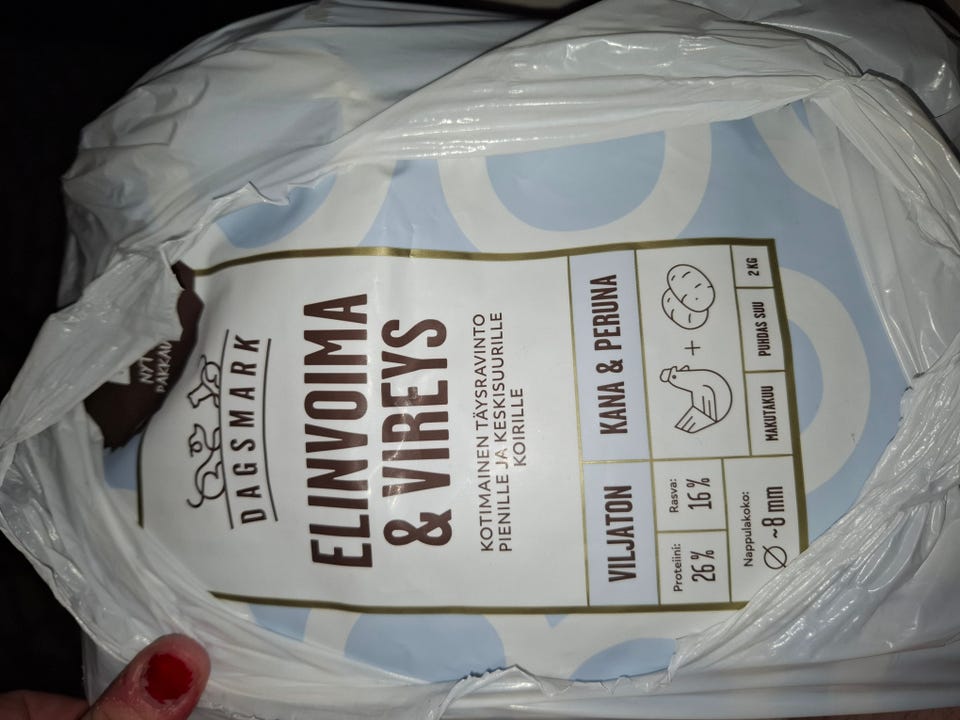 DAGSMARK
ELINVOIMA
& VIREYS
KOTIMAINEN TÄYSRAVINTO
PIENILLE JA KESKISUURILLE
KOIRILLE
VILJATON
KANA & PERUNA
Proteiini:
26 %
Rasva:
16 %
+
Nappulakoko:
Ø ~8 mm
MAKUTAKUU
PUHDAS SUU
2 KG